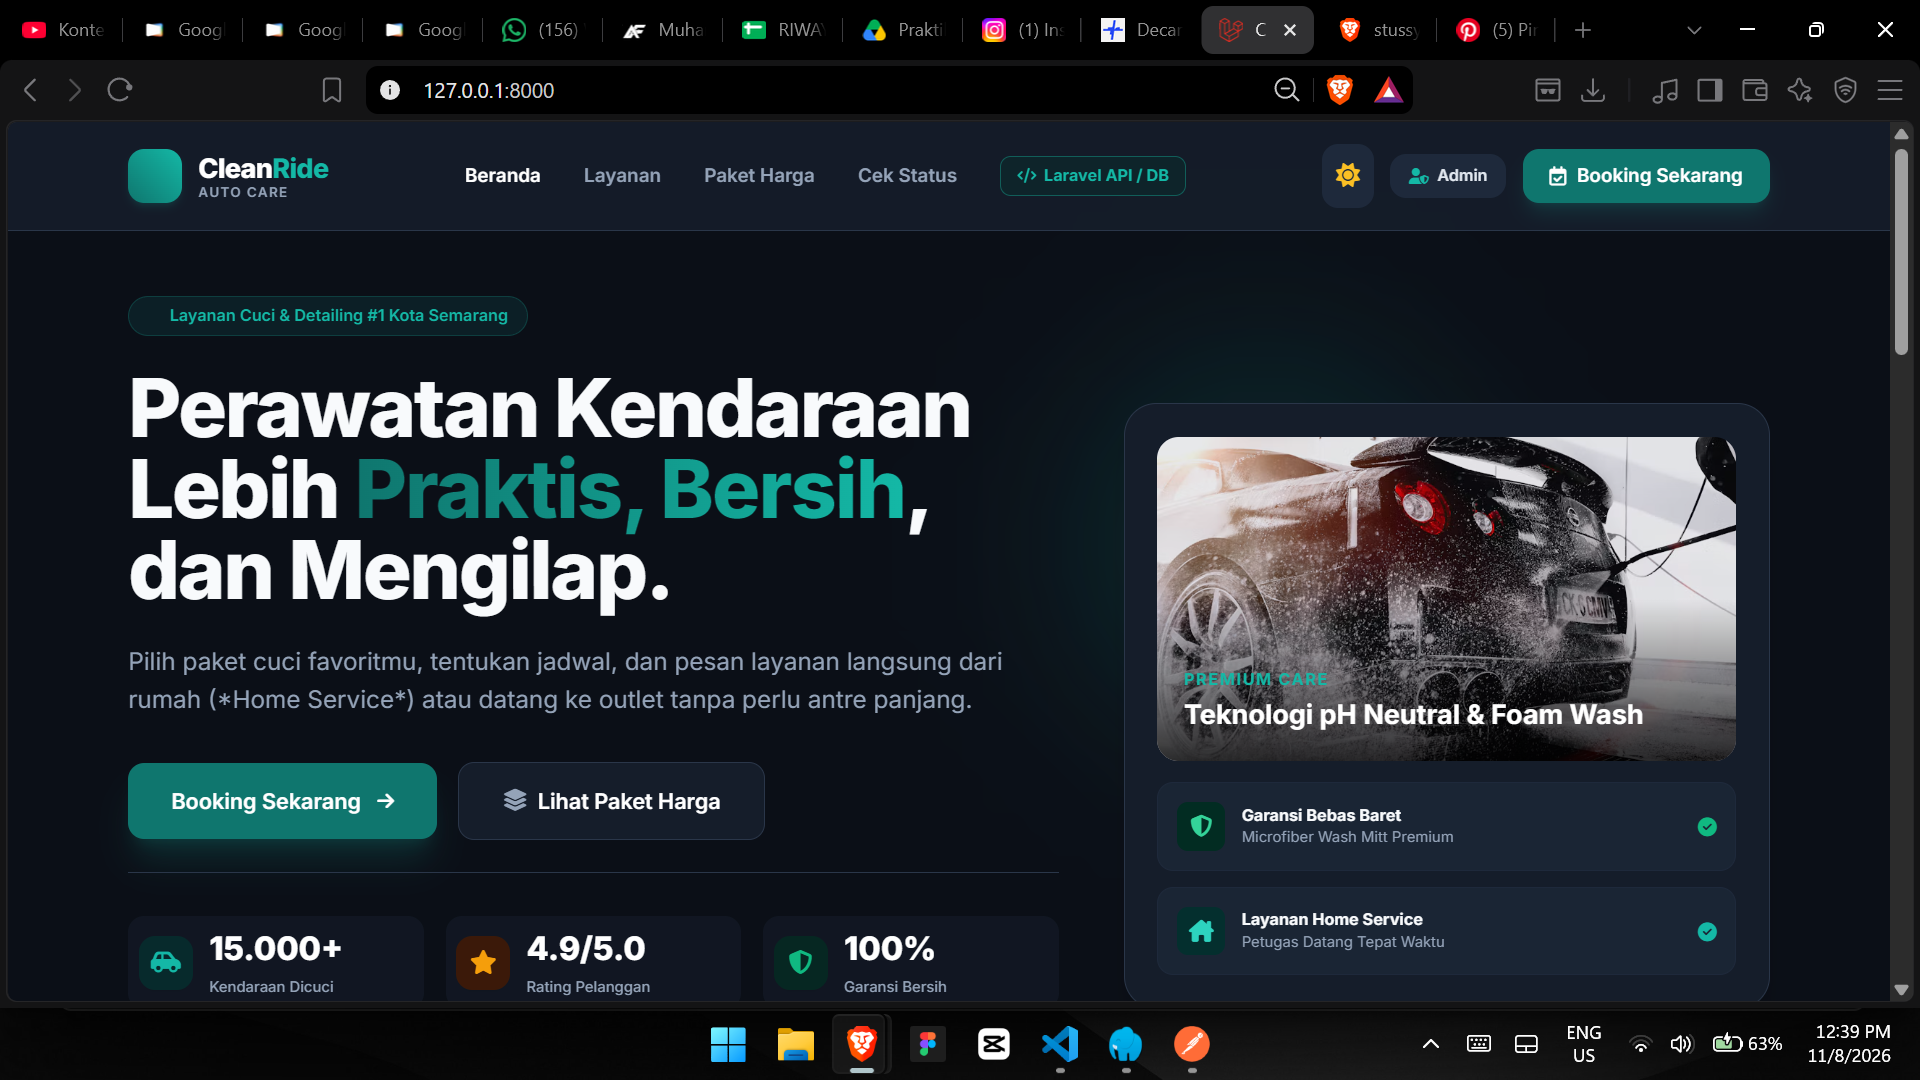 Konte
Googl
Googl
Googl
(156)
Muha
RIWA
Prakti
(1) Ins
Decar
C
stussy
(5) Pin
127.0.0.1:8000
CleanRide
AUTO CARE
Beranda
Layanan
Paket Harga
Cek Status
</> Laravel API / DB
Admin
Booking Sekarang
Layanan Cuci & Detailing #1 Kota Semarang
Perawatan Kendaraan
Lebih Praktis, Bersih,
dan Mengilap.
Pilih paket cuci favoritmu, tentukan jadwal, dan pesan layanan langsung dari
rumah (*Home Service*) atau datang ke outlet tanpa perlu antre panjang.
Booking Sekarang →
Lihat Paket Harga
15.000+
Kendaraan Dicuci
4.9/5.0
Rating Pelanggan
100%
Garansi Bersih
PREMIUM CARE
Teknologi pH Neutral & Foam Wash
Garansi Bebas Baret
Microfiber Wash Mitt Premium
Layanan Home Service
Petugas Datang Tepat Waktu
ENG
US
63%
12:39 PM
11/8/2026